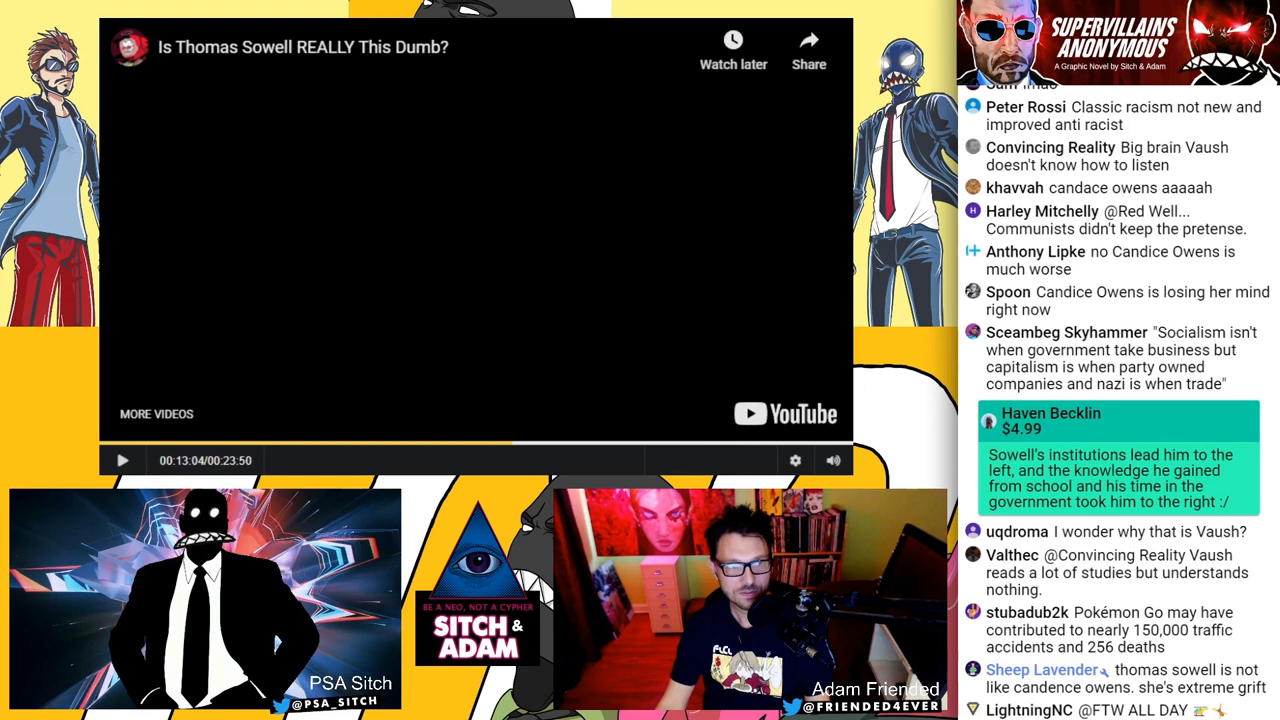 Is Thomas Sowell REALLY This Dumb?
Watch later
Share
MORE VIDEOS
YouTube
00:13:04/00:23:50
PSA Sitch
@PSA_SITCH
BE A NEO, NOT A CYPHER
SITCH &
ADAM
FLCL
Adam Friended
@FRIENDED4EVER
SUPERVILLAINS
ANONYMOUS
A Graphic Novel by Sitch & Adam
Peter Rossi Classic racism not new and
improved anti racist
Convincing Reality Big brain Vaush
doesn't know how to listen
khavvah candace owens aaaaah
H Harley Mitchelly @Red Well...
Communists didn't keep the pretense.
Anthony Lipke no Candice Owens is
much worse
Spoon Candice Owens is losing her mind
right now
Sceambeg Skyhammer "Socialism isn't
when government take business but
capitalism is when party owned
companies and nazi is when trade"
Haven Becklin
$4.99
Sowell's institutions lead him to the
left, and the knowledge he gained
from school and his time in the
government took him to the right :/
uqdroma I wonder why that is Vaush?
Valthec @Convincing Reality Vaush
reads a lot of studies but understands
nothing.
stubadub2k Pokémon Go may have
contributed to nearly 150,000 traffic
accidents and 256 deaths
Sheep Lavender thomas sowell is not
like candence owens. she's extreme grift
LightningNC @FTW ALL DAY